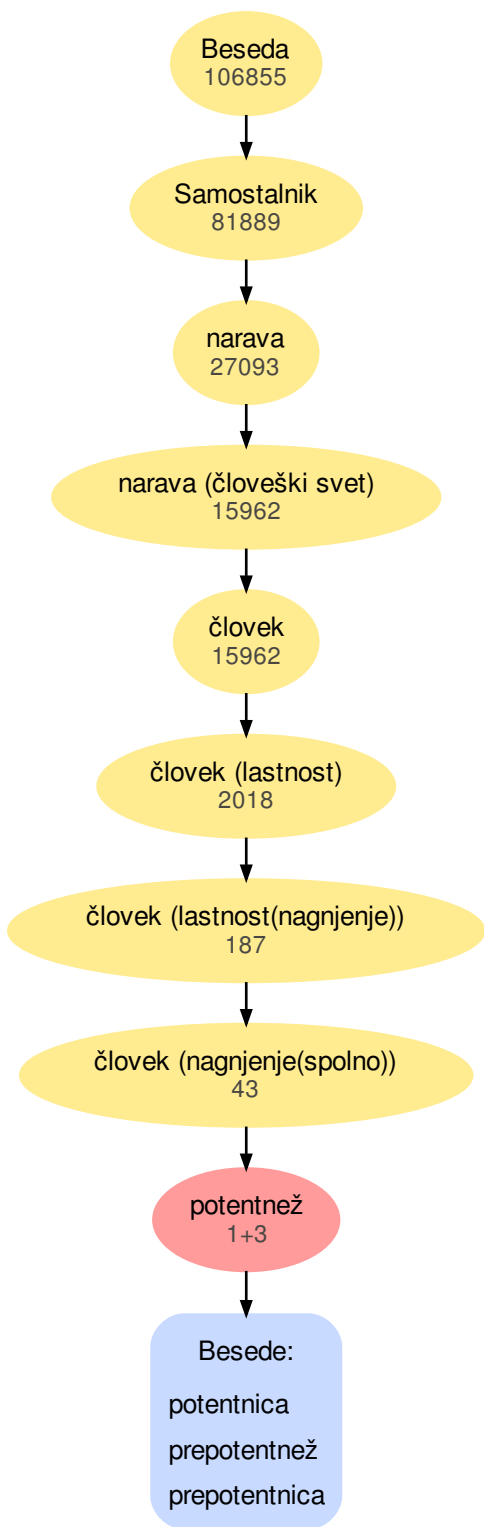 Beseda
106855
Samostalnik
81889
narava
27093
narava (človeški svet)
15962
človek
15962
človek (lastnost)
2018
človek (lastnost(nagnjenje))
187
človek (nagnjenje(spolno))
43
potentnež
1+3
Besede:
potentnica
prepotentnež
prepotentnica